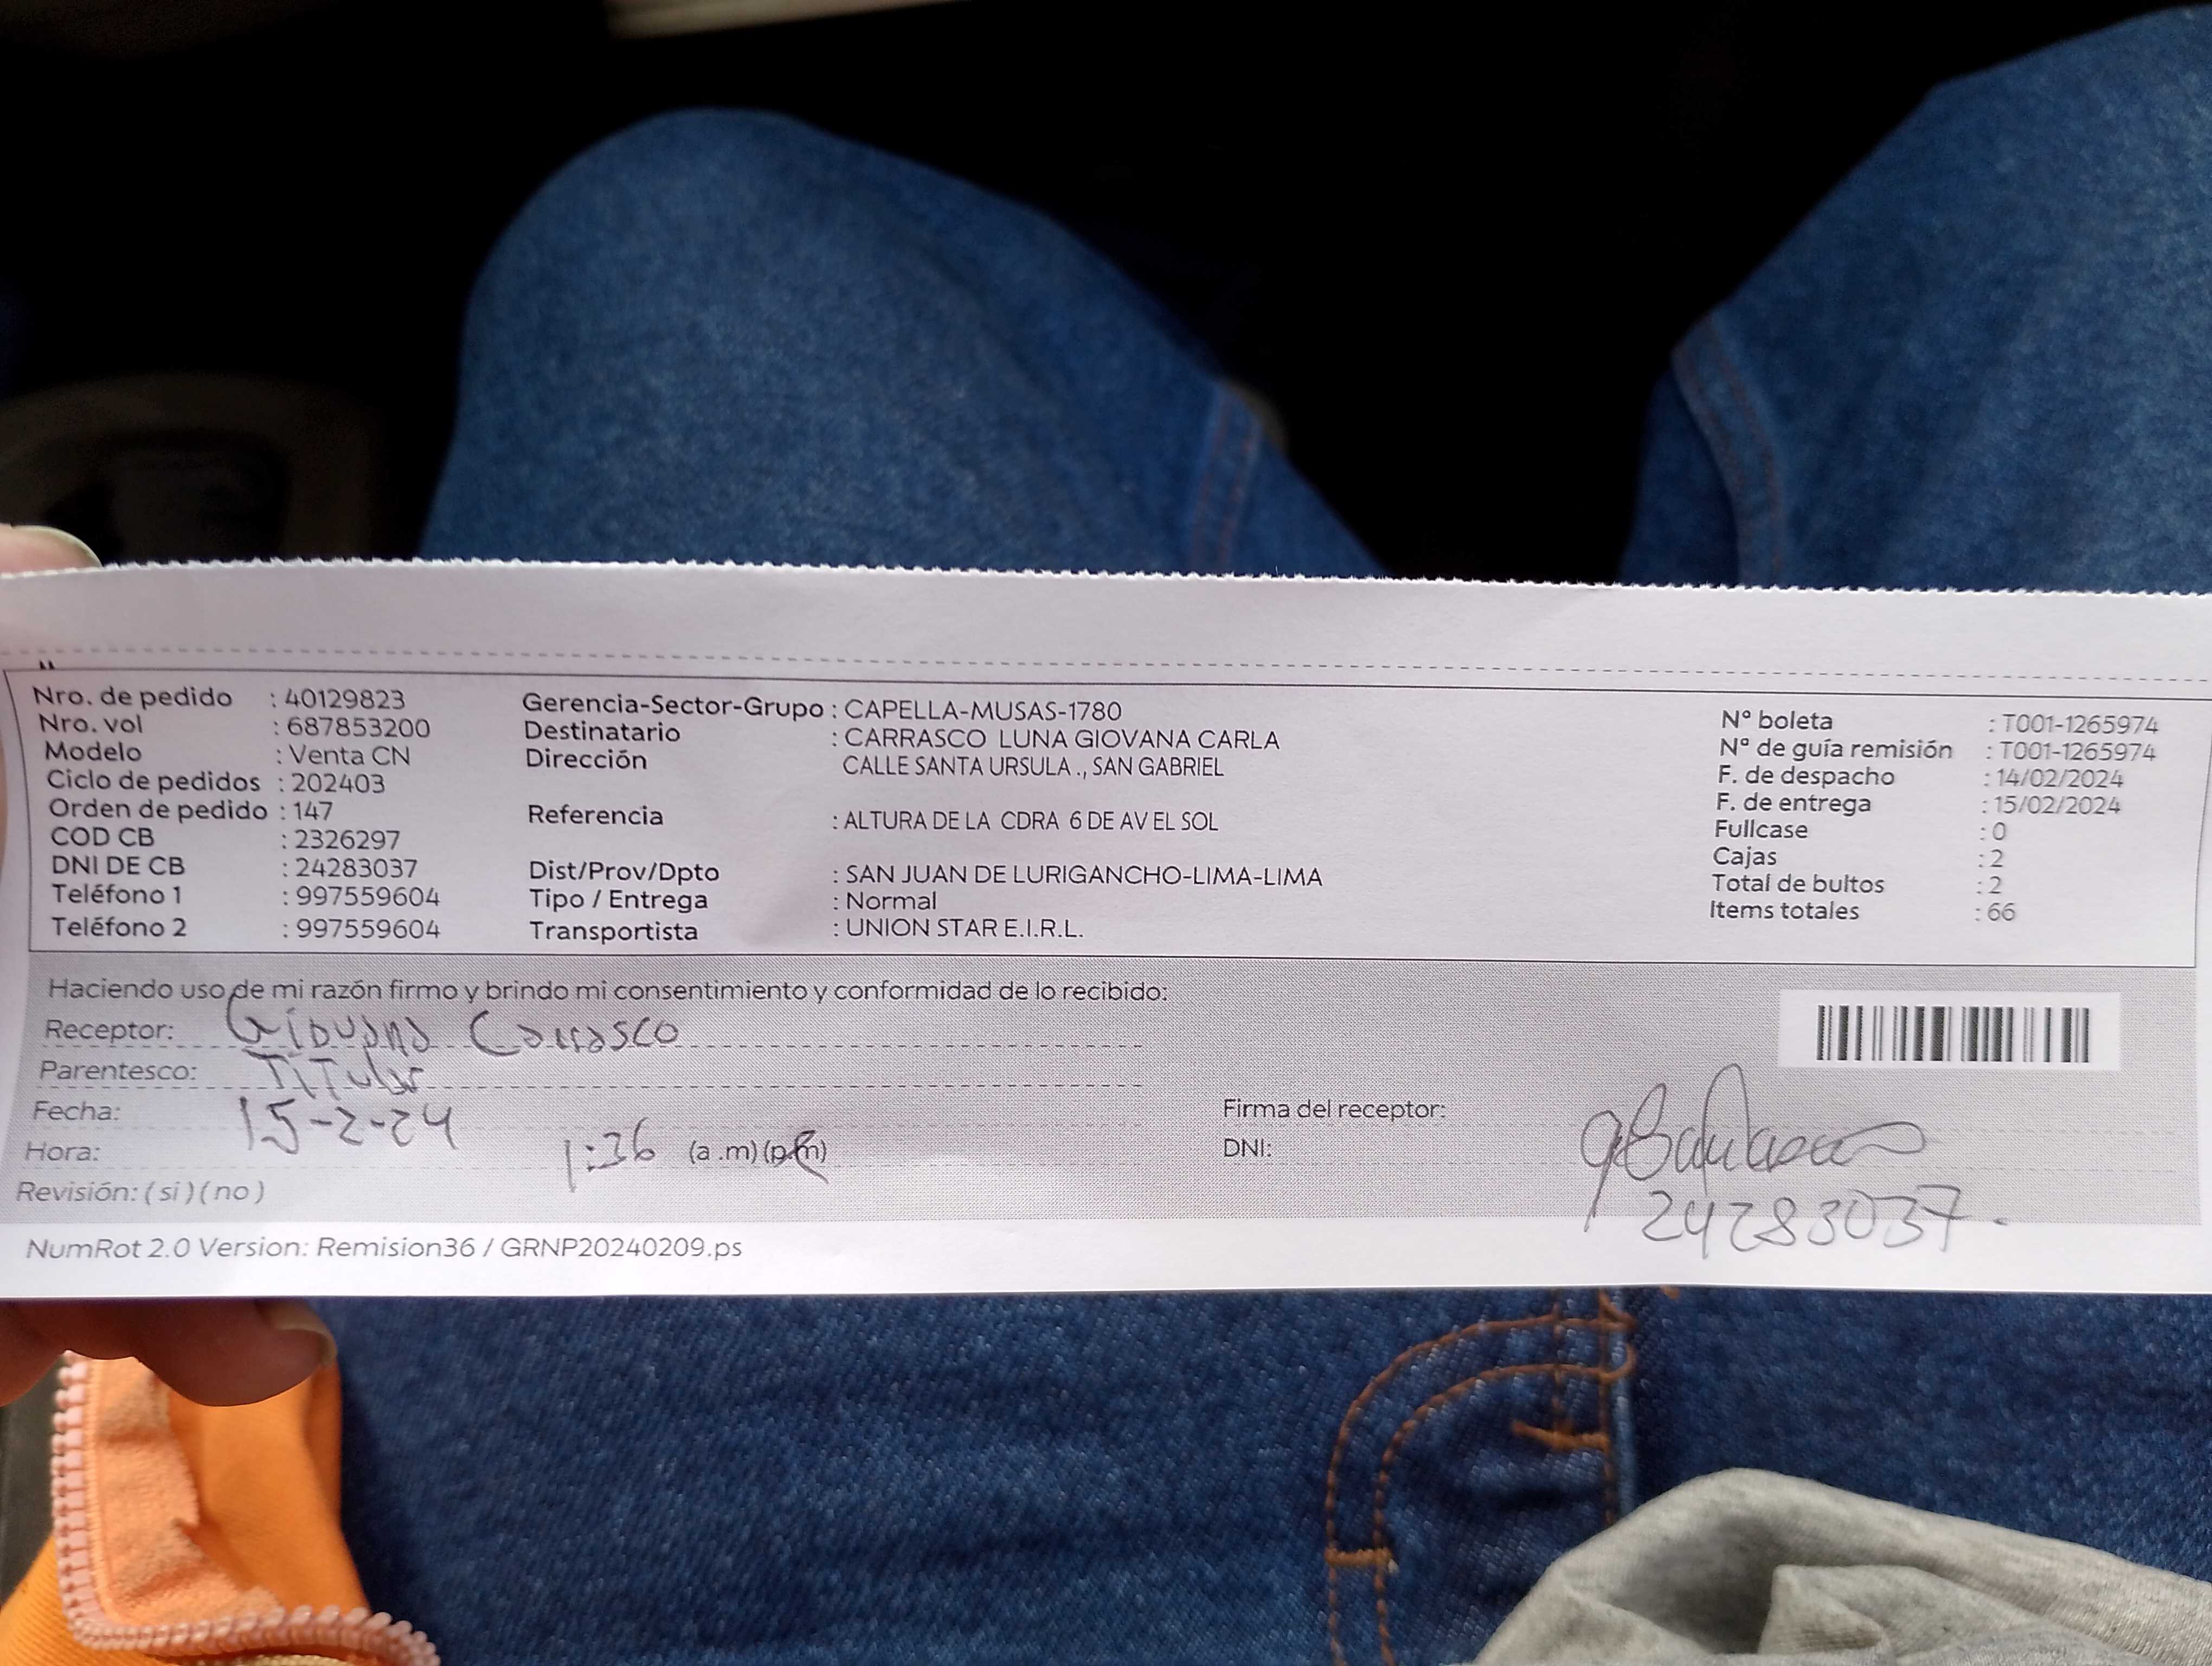 Nro. de pedido : 40129823
Nro. vol : 687853200
Modelo : Venta CN
Ciclo de pedidos : 202403
Orden de pedido : 147
COD CB : 2326297
DNI DE CB : 24283037
Teléfono 1 : 997559604
Teléfono 2 : 997559604
Gerencia-Sector-Grupo : CAPELLA-MUSAS-1780
Destinatario : CARRASCO LUNA GIOVANA CARLA
Dirección CALLE SANTA URSULA ., SAN GABRIEL
Referencia : ALTURA DE LA CDRA 6 DE AV EL SOL
Dist/Prov/Dpto : SAN JUAN DE LURIGANCHO-LIMA-LIMA
Tipo / Entrega : Normal
Transportista : UNION STAR E.I.R.L.
N° boleta : T001-1265974
N° de guía remisión : T001-1265974
F. de despacho : 14/02/2024
F. de entrega : 15/02/2024
Fullcase : 0
Cajas : 2
Total de bultos : 2
Items totales : 66
Haciendo uso de mi razón firmo y brindo mi consentimiento y conformidad de lo recibido:
Receptor: Giovana Carrasco
Parentesco: Titular
Fecha: 15-2-24
Hora: 1:36 (a .m) (p.m)
Revisión: ( si ) ( no )
Firma del receptor:
DNI: 24283037.
NumRot 2.0 Version: Remision36 / GRNP20240209.ps